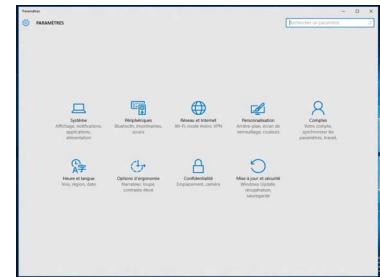 Paramètres
PARAMÈTRES
Rechercher un paramètre
Système
Affichage, notifications,
applications,
alimentation
Périphériques
Bluetooth, imprimantes,
souris
Réseau et Internet
Wi-Fi, mode Avion, VPN
Personnalisation
Arrière-plan, écran de
verrouillage, couleurs
Comptes
Votre compte,
synchroniser les
paramètres, travail,
Heure et langue
Voix, région, date
Options d'ergonomie
Narrateur, loupe,
contraste élevé
Confidentialité
Emplacement, caméra
Mise à jour et sécurité
Windows Update,
récupération,
sauvegarde